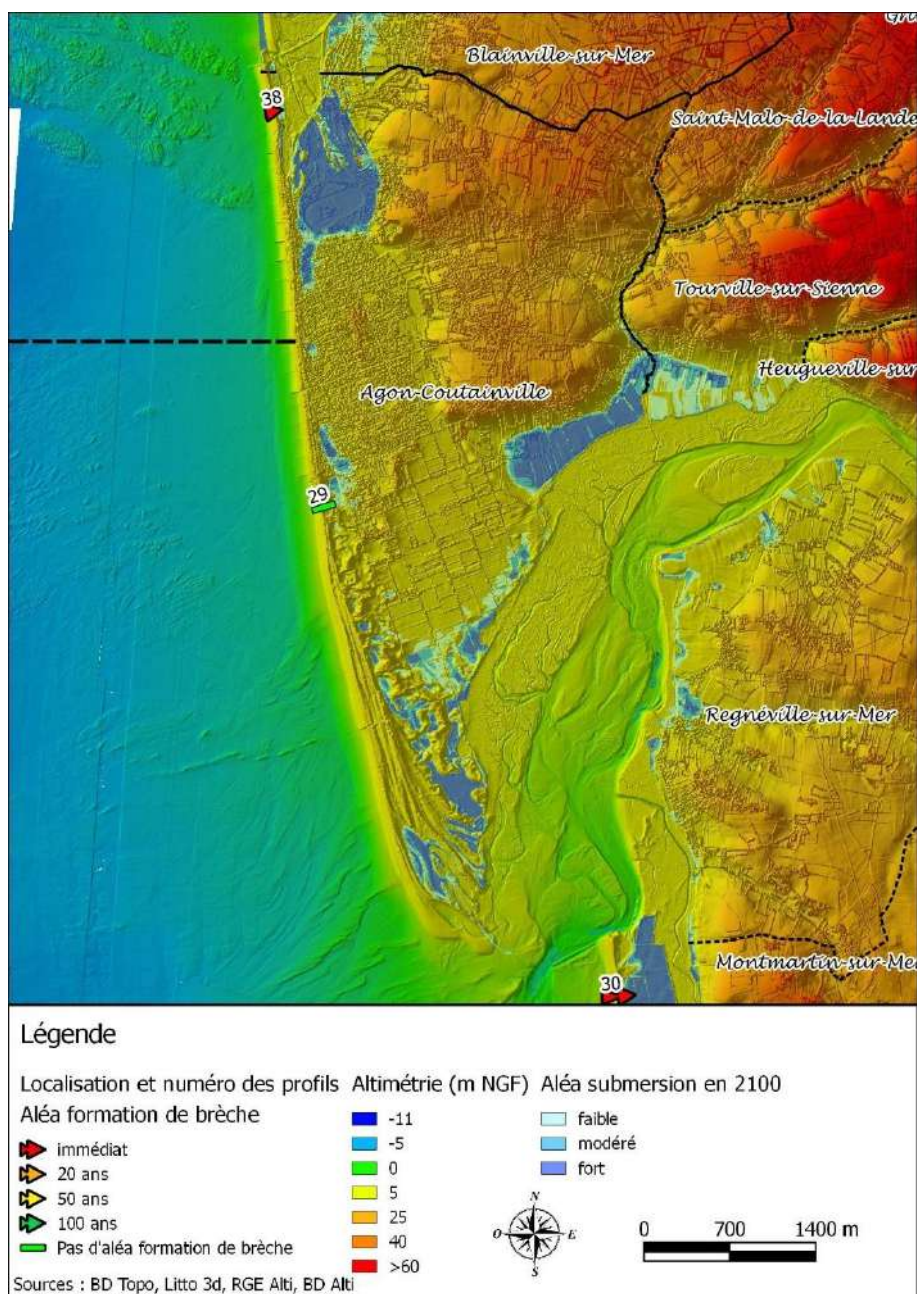 Gr
Blainville-sur-Mer
38
Saint-Malo-de-la-Lande
Tourville-sur-Sienne
Heugueville-sur
Agon-Coutainville
29
Regnéville-sur-Mer
Montmartin-sur-Me
30
Légende
Localisation et numéro des profils
Aléa formation de brèche
immédiat
20 ans
50 ans
100 ans
Pas d'aléa formation de brèche
Altimétrie (m NGF)
-11
-5
0
5
25
40
>60
Aléa submersion en 2100
faible
modéré
fort
N
O E
S
0 700 1400 m
Sources : BD Topo, Litto 3d, RGE Alti, BD Alti